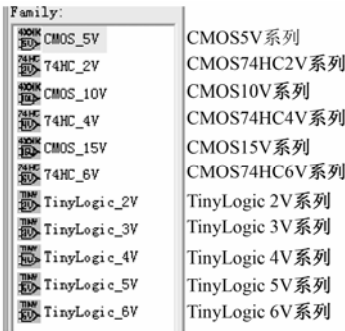 Family:
CMOS_5V CMOS5V系列
74HC_2V CMOS74HC2V系列
CMOS_10V CMOS10V系列
74HC_4V CMOS74HC4V系列
CMOS_15V CMOS15V系列
74HC_6V CMOS74HC6V系列
TinyLogic_2V TinyLogic 2V系列
TinyLogic_3V TinyLogic 3V系列
TinyLogic_4V TinyLogic 4V系列
TinyLogic_5V TinyLogic 5V系列
TinyLogic_6V TinyLogic 6V系列